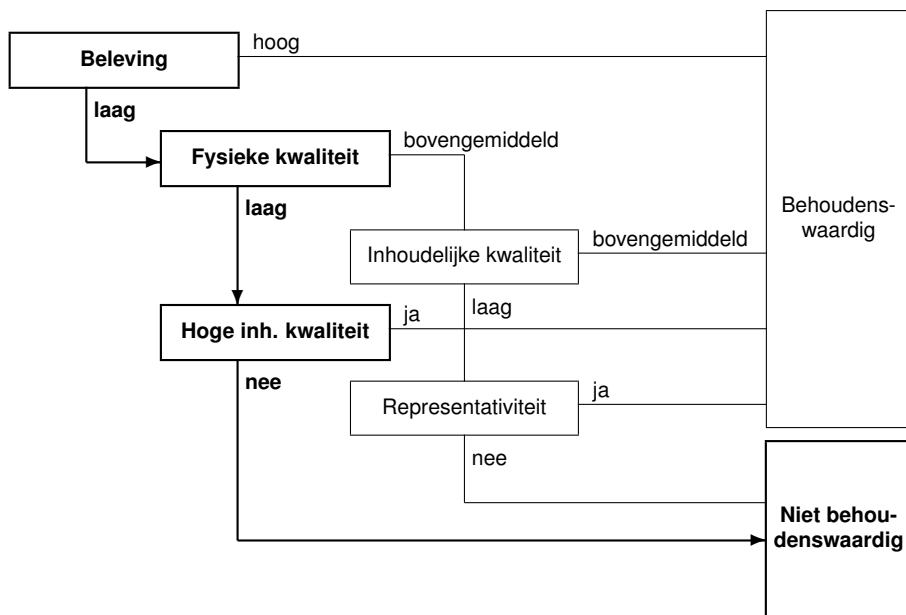 hoog
Beleving
laag
bovengemiddeld
Fysieke kwaliteit
laag
Behoudens-
waardig
bovengemiddeld
Inhoudelijke kwaliteit
laag
ja
Hoge inh. kwaliteit
nee
ja
Representativiteit
nee
Niet behou-
denswaardig